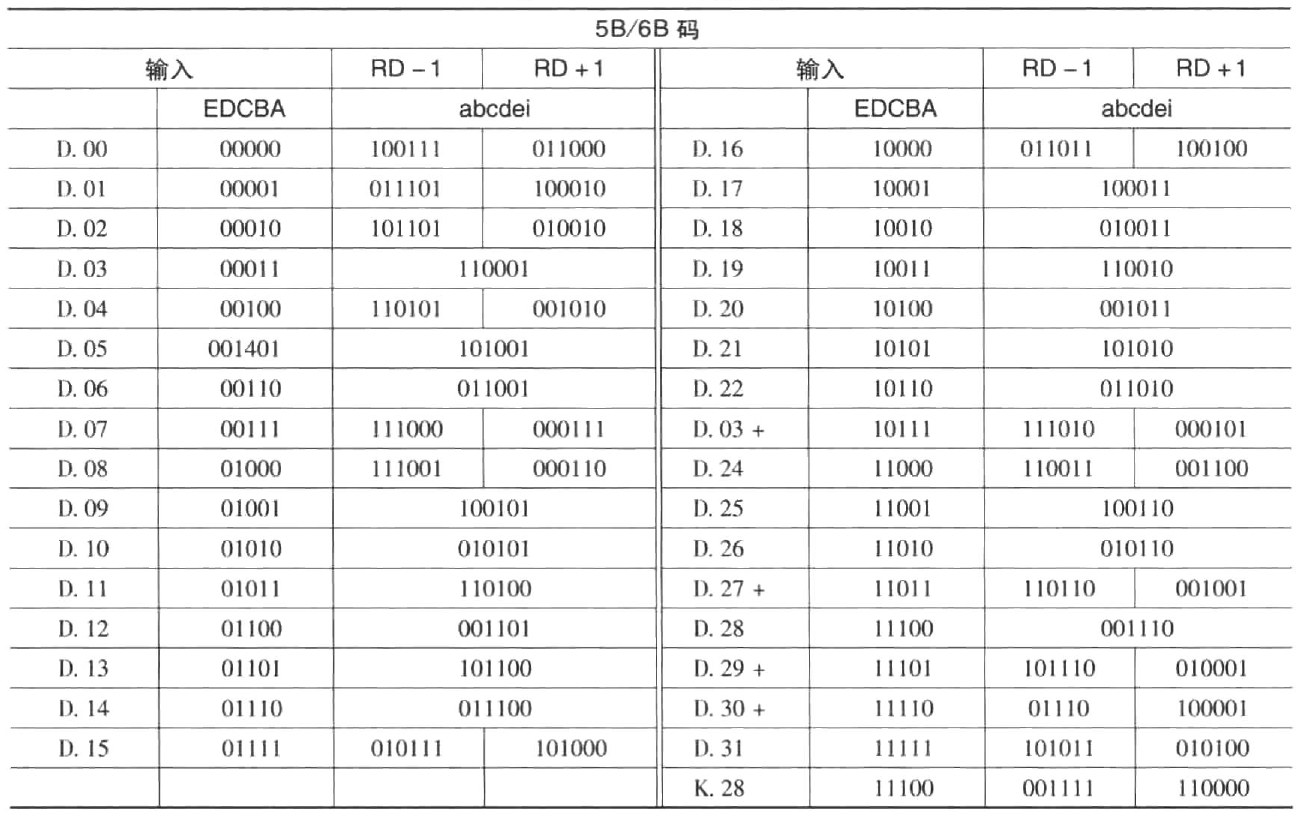 5B/6B 码
输入 RD −1 RD +1 输入 RD −1 RD +1
EDCBA abcdei EDCBA abcdei
D. 00 00000 100111 011000 D. 16 10000 011011 100100
D. 01 00001 011101 100010 D. 17 10001 100011
D. 02 00010 101101 010010 D. 18 10010 010011
D. 03 00011 110001 D. 19 10011 110010
D. 04 00100 110101 001010 D. 20 10100 001011
D. 05 001401 101001 D. 21 10101 101010
D. 06 00110 011001 D. 22 10110 011010
D. 07 00111 111000 000111 D. 03 + 10111 111010 000101
D. 08 01000 111001 000110 D. 24 11000 110011 001100
D. 09 01001 100101 D. 25 11001 100110
D. 10 01010 010101 D. 26 11010 010110
D. 11 01011 110100 D. 27 + 11011 110110 001001
D. 12 01100 001101 D. 28 11100 001110
D. 13 01101 101100 D. 29 + 11101 101110 010001
D. 14 01110 011100 D. 30 + 11110 01110 100001
D. 15 01111 010111 101000 D. 31 11111 101011 010100
K. 28 11100 001111 110000